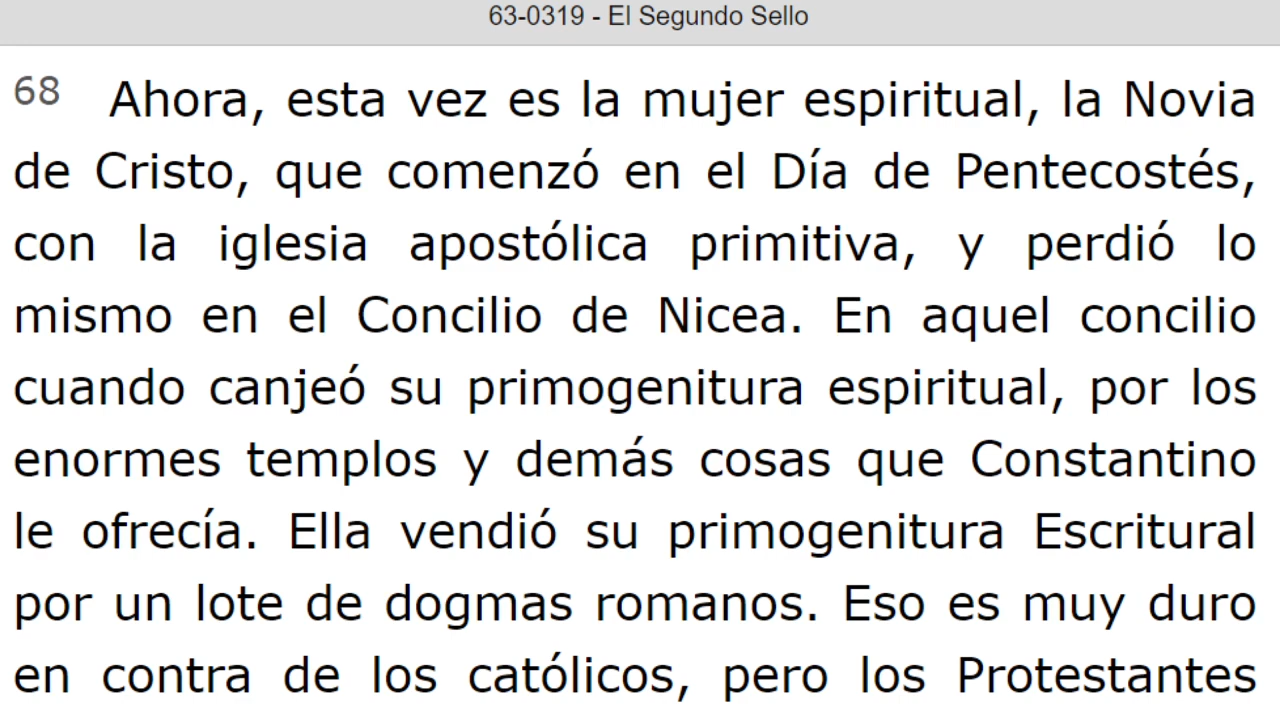 63-0319 - El Segundo Sello
68 Ahora, esta vez es la mujer espiritual, la Novia
de Cristo, que comenzó en el Día de Pentecostés,
con la iglesia apostólica primitiva, y perdió lo
mismo en el Concilio de Nicea. En aquel concilio
cuando canjeó su primogenitura espiritual, por los
enormes templos y demás cosas que Constantino
le ofrecía. Ella vendió su primogenitura Escritural
por un lote de dogmas romanos. Eso es muy duro
en contra de los católicos, pero los Protestantes